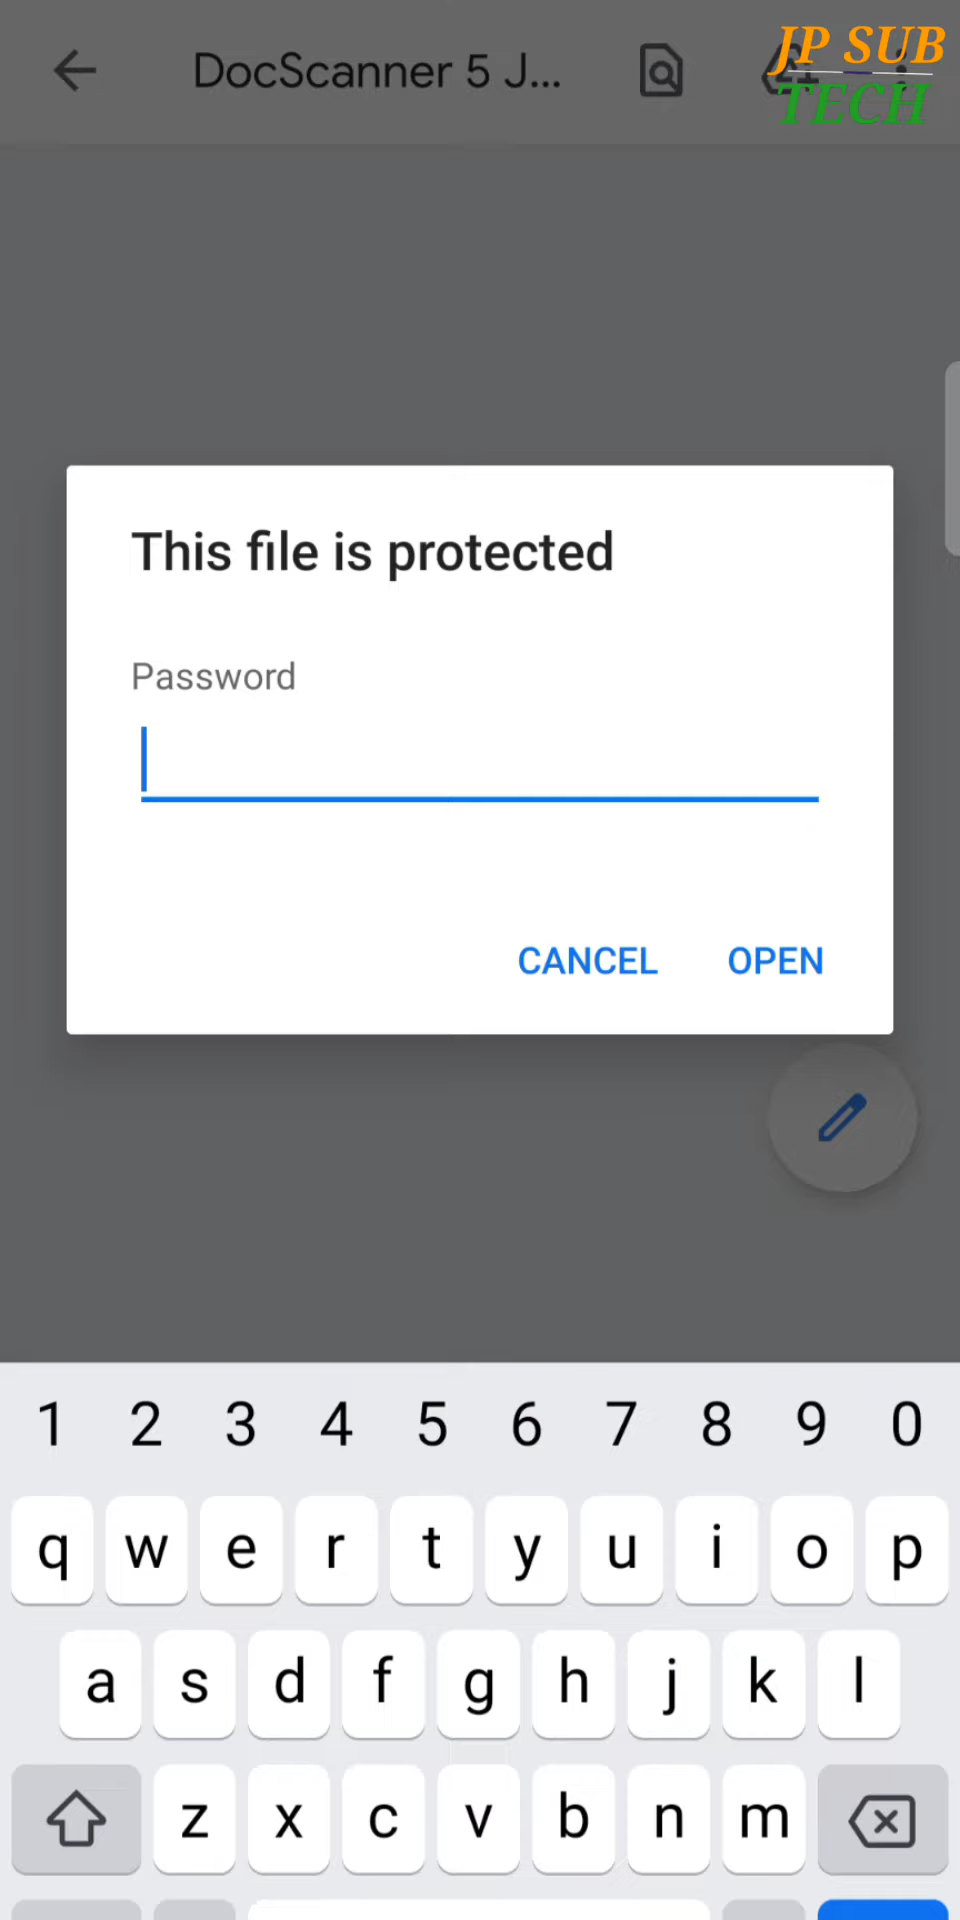 DocScanner 5 J...
JP SUB
TECH
This file is protected
Password
CANCEL OPEN
1 2 3 4 5 6 7 8 9 0
q w e r t y u i o p
a s d f g h j k l
z x c v b n m